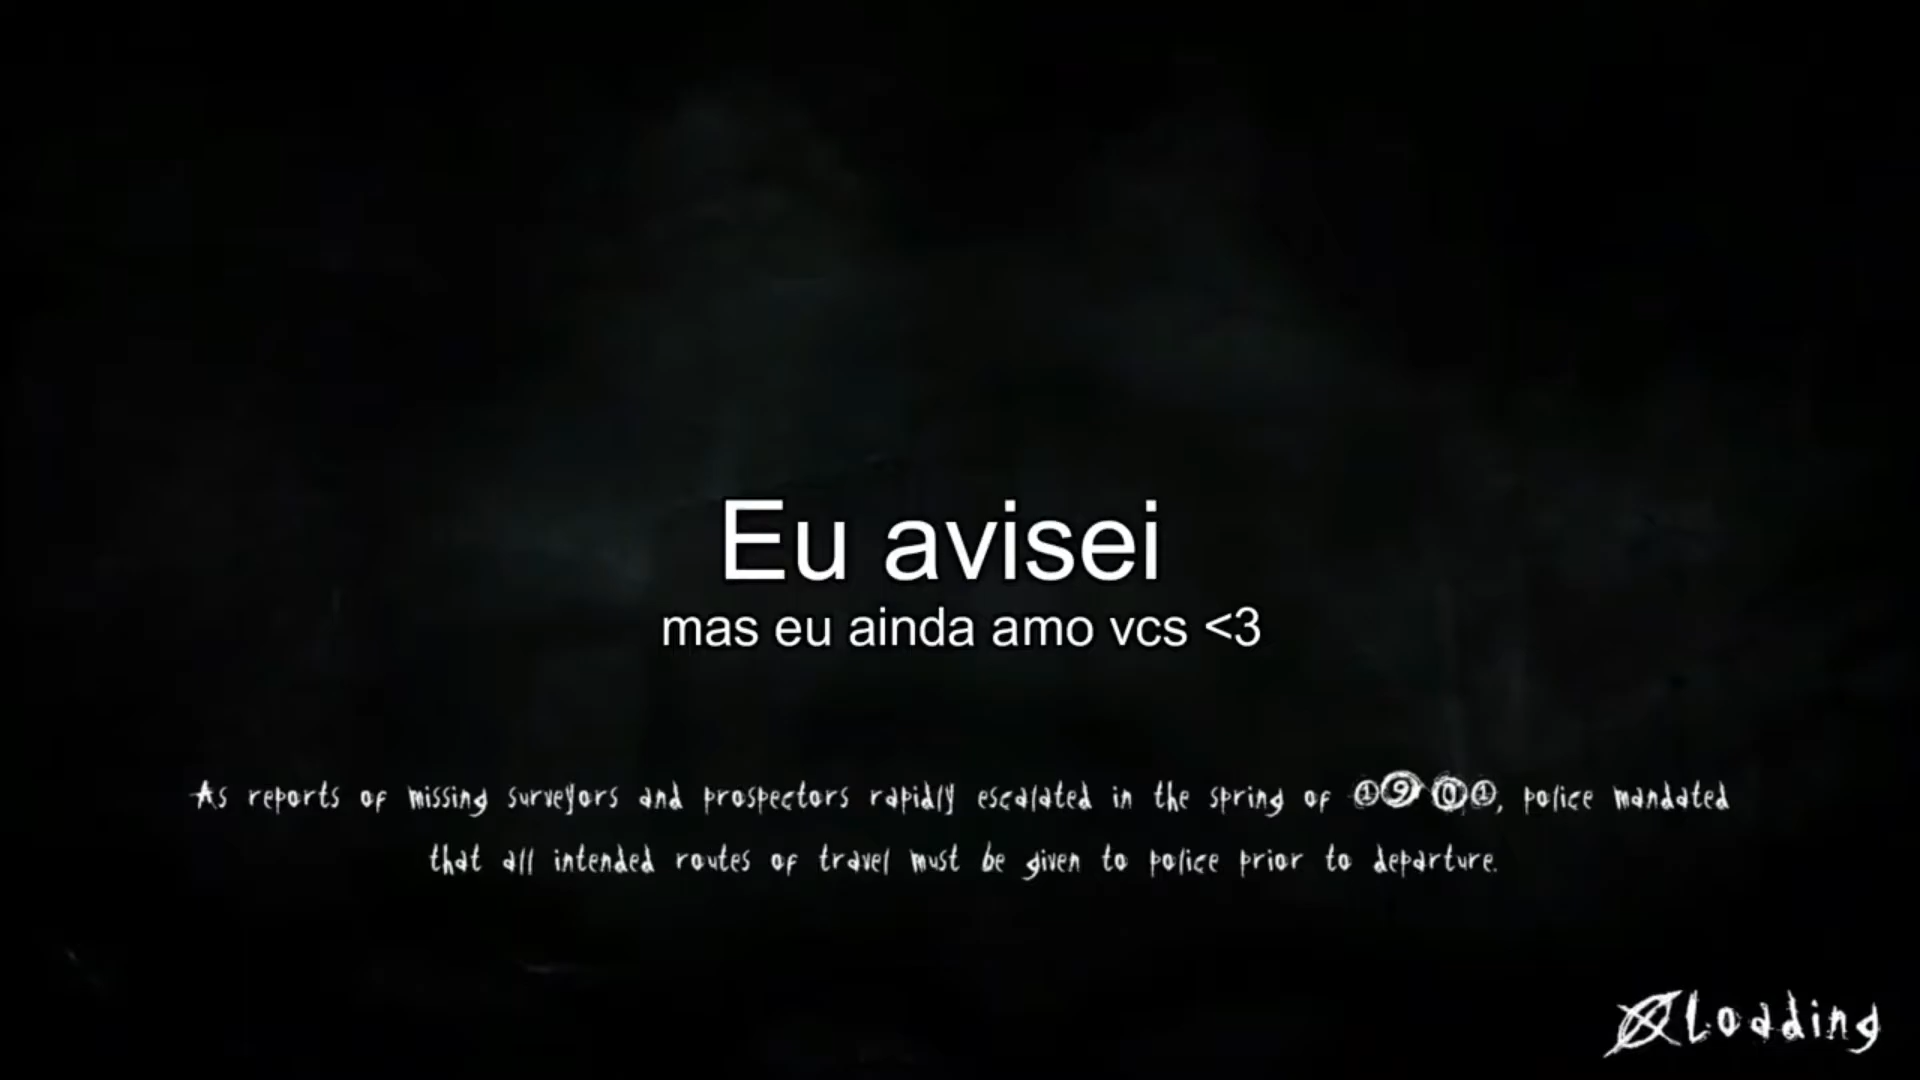 Eu avisei
mas eu ainda amo vcs <3
As reports of missing surveyors and prospectors rapidly escalated in the spring of 1901, police mandated
that all intended routes of travel must be given to police prior to departure.
Loading